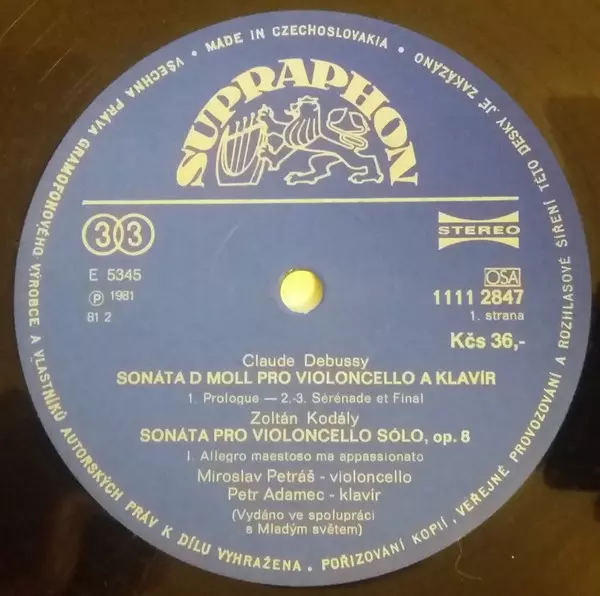 VŠECHNA PRÁVA GRAMOFONOVÉHO VÝROBCE A VLASTNÍKŮ AUTORSKÝCH PRÁV K DÍLU VYHRAŽENA. POŘIZOVÁNÍ KOPIÍ, VEŘEJNÉ PROVOZOVÁNÍ A ROZHLASOVÉ ŠÍŘENÍ TÉTO DESKY JE ZAKÁZÁNO • MADE IN CZECHOSLOVAKIA •
SUPRAPHON
33
STEREO
E 5345
Ⓟ 1981
81 2
OSA
1111 2847
1. strana
Kčs 36,-
Claude Debussy
SONÁTA D MOLL PRO VIOLONCELLO A KLAVÍR
1. Prologue — 2.-3. Sérénade et Final
Zoltán Kodály
SONÁTA PRO VIOLONCELLO SÓLO, op. 8
I. Allegro maestoso ma appassionato
Miroslav Petráš - violoncello
Petr Adamec - klavír
(Vydáno ve spolupráci
s Mladým světem)